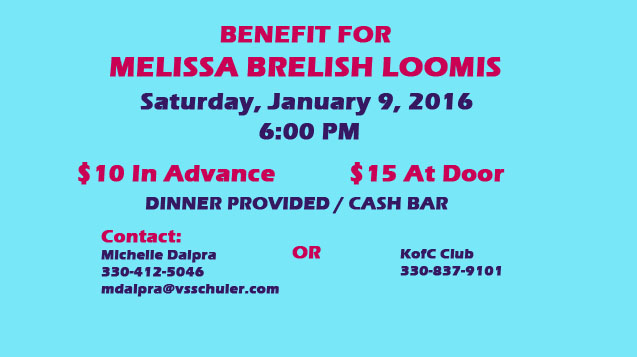 BENEFIT FOR
MELISSA BRELISH LOOMIS
Saturday, January 9, 2016
6:00 PM
$10 In Advance $15 At Door
DINNER PROVIDED / CASH BAR
Contact:
Michelle Dalpra
330-412-5046
mdalpra@vsschuler.com
OR
KofC Club
330-837-9101